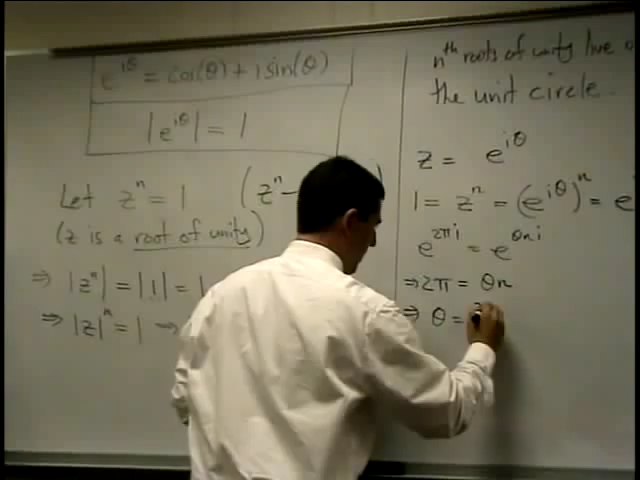 e^{iθ} = cos(θ) + i sin(θ)
|e^{iθ}| = 1
Let z^n = 1 (z^n - )
(z is a root of unity)
⇒ |z^n| = |1| = 1
⇒ |z|^n = 1 ⇒
n^th roots of unity live
the unit circle.
z = e^{iθ}
1 = z^n = (e^{iθ})^n = e
e^{2πi} = e^{θni}
⇒ 2π = θn
⇒ θ =